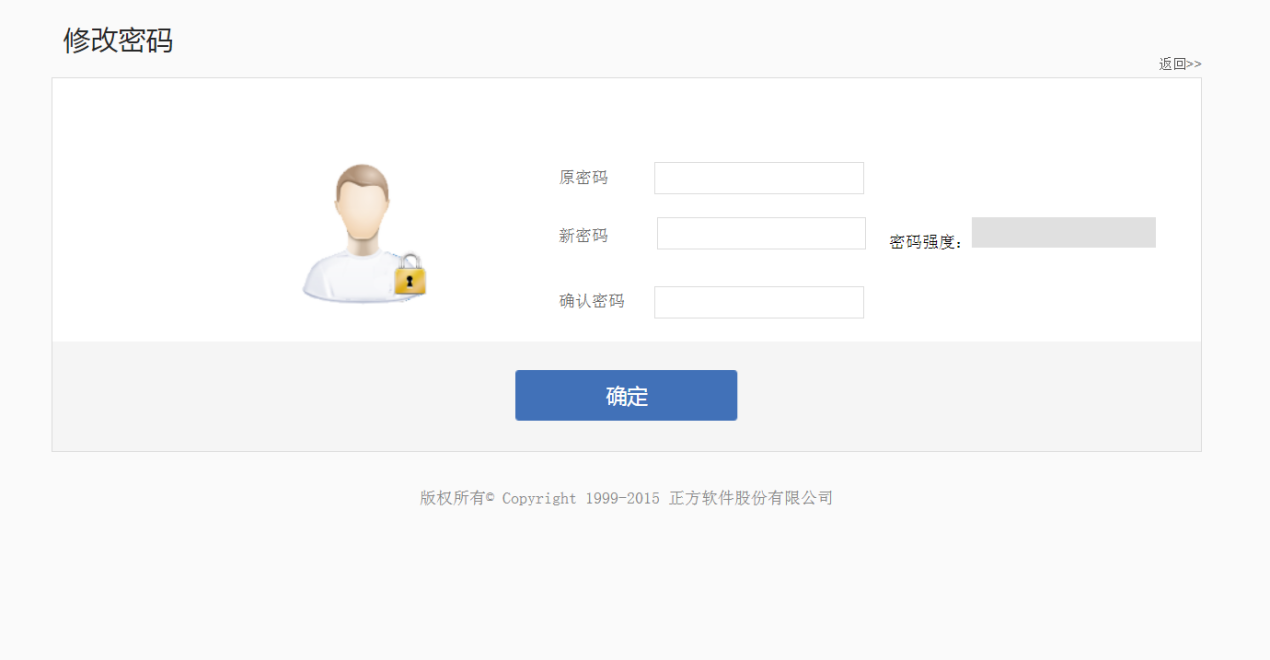 修改密码
返回>>
原密码
新密码
密码强度：
确认密码
确定
版权所有© Copyright 1999-2015 正方软件股份有限公司